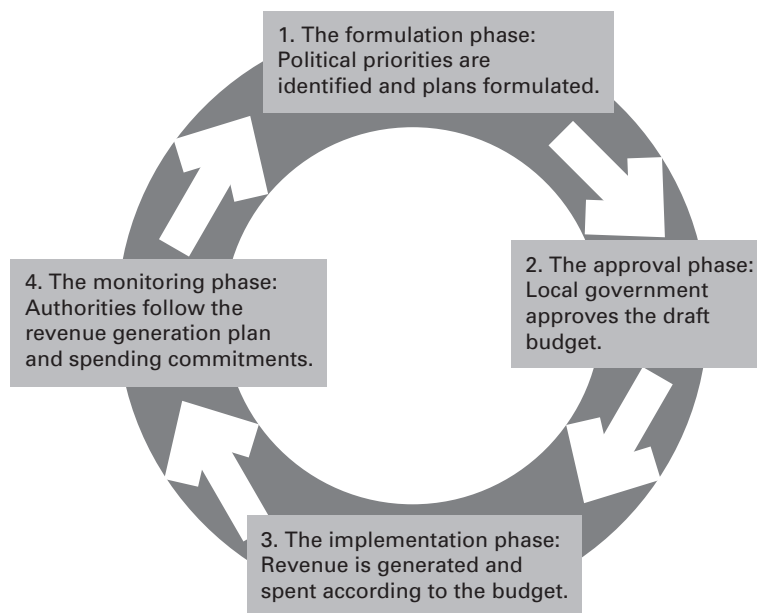 1. The formulation phase:
Political priorities are
identified and plans formulated.
2. The approval phase:
Local government
approves the draft
budget.
3. The implementation phase:
Revenue is generated and
spent according to the budget.
4. The monitoring phase:
Authorities follow the
revenue generation plan
and spending commitments.